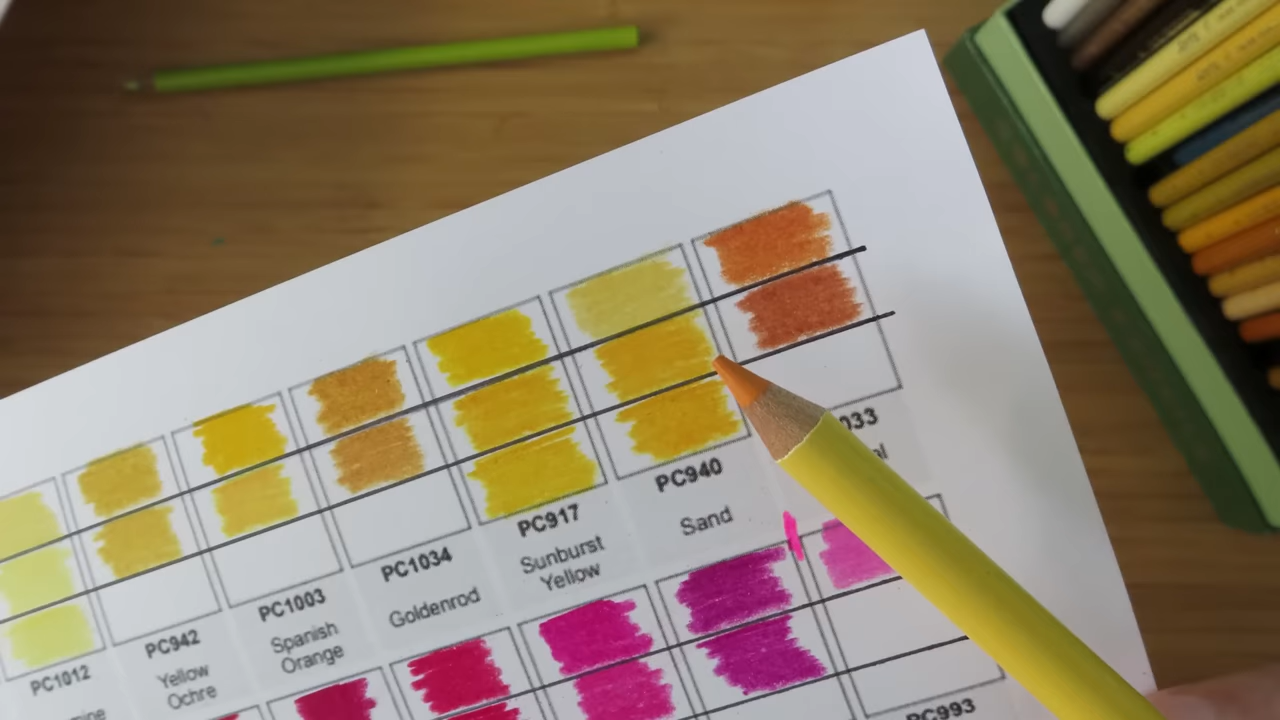 PC1012
PC942
Yellow
Ochre
PC1003
Spanish
Orange
PC1034
Goldenrod
PC917
Sunburst
Yellow
PC940
Sand
033
PC993